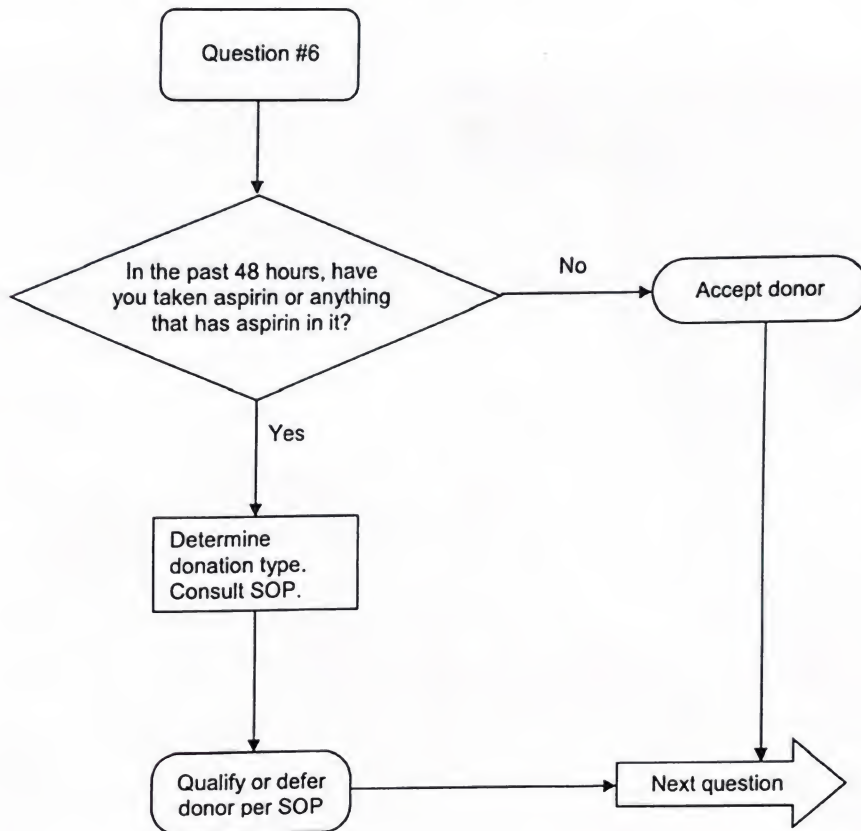 Question #6
In the past 48 hours, have
you taken aspirin or anything
that has aspirin in it?
No
Accept donor
Yes
Determine
donation type.
Consult SOP.
Qualify or defer
donor per SOP
Next question